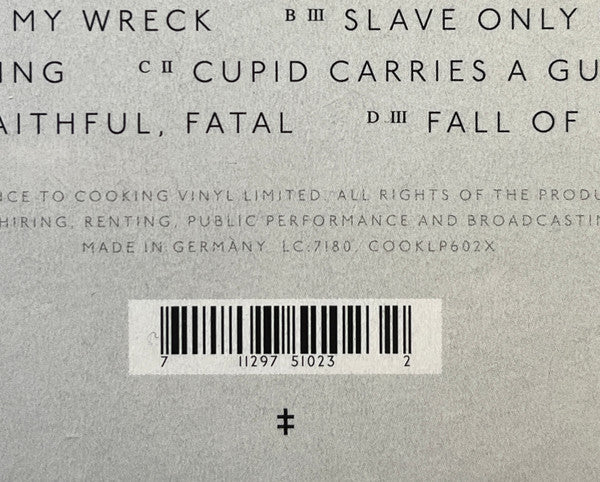 MY WRECK B III SLAVE ONLY
ING C II CUPID CARRIES A GU
AITHFUL, FATAL D III FALL OF
NCE TO COOKING VINYL LIMITED. ALL RIGHTS OF THE PRODU
HIRING, RENTING, PUBLIC PERFORMANCE AND BROADCASTIN
MADE IN GERMANY. LC:7180. COOKLP602X
7 11297 51023 2